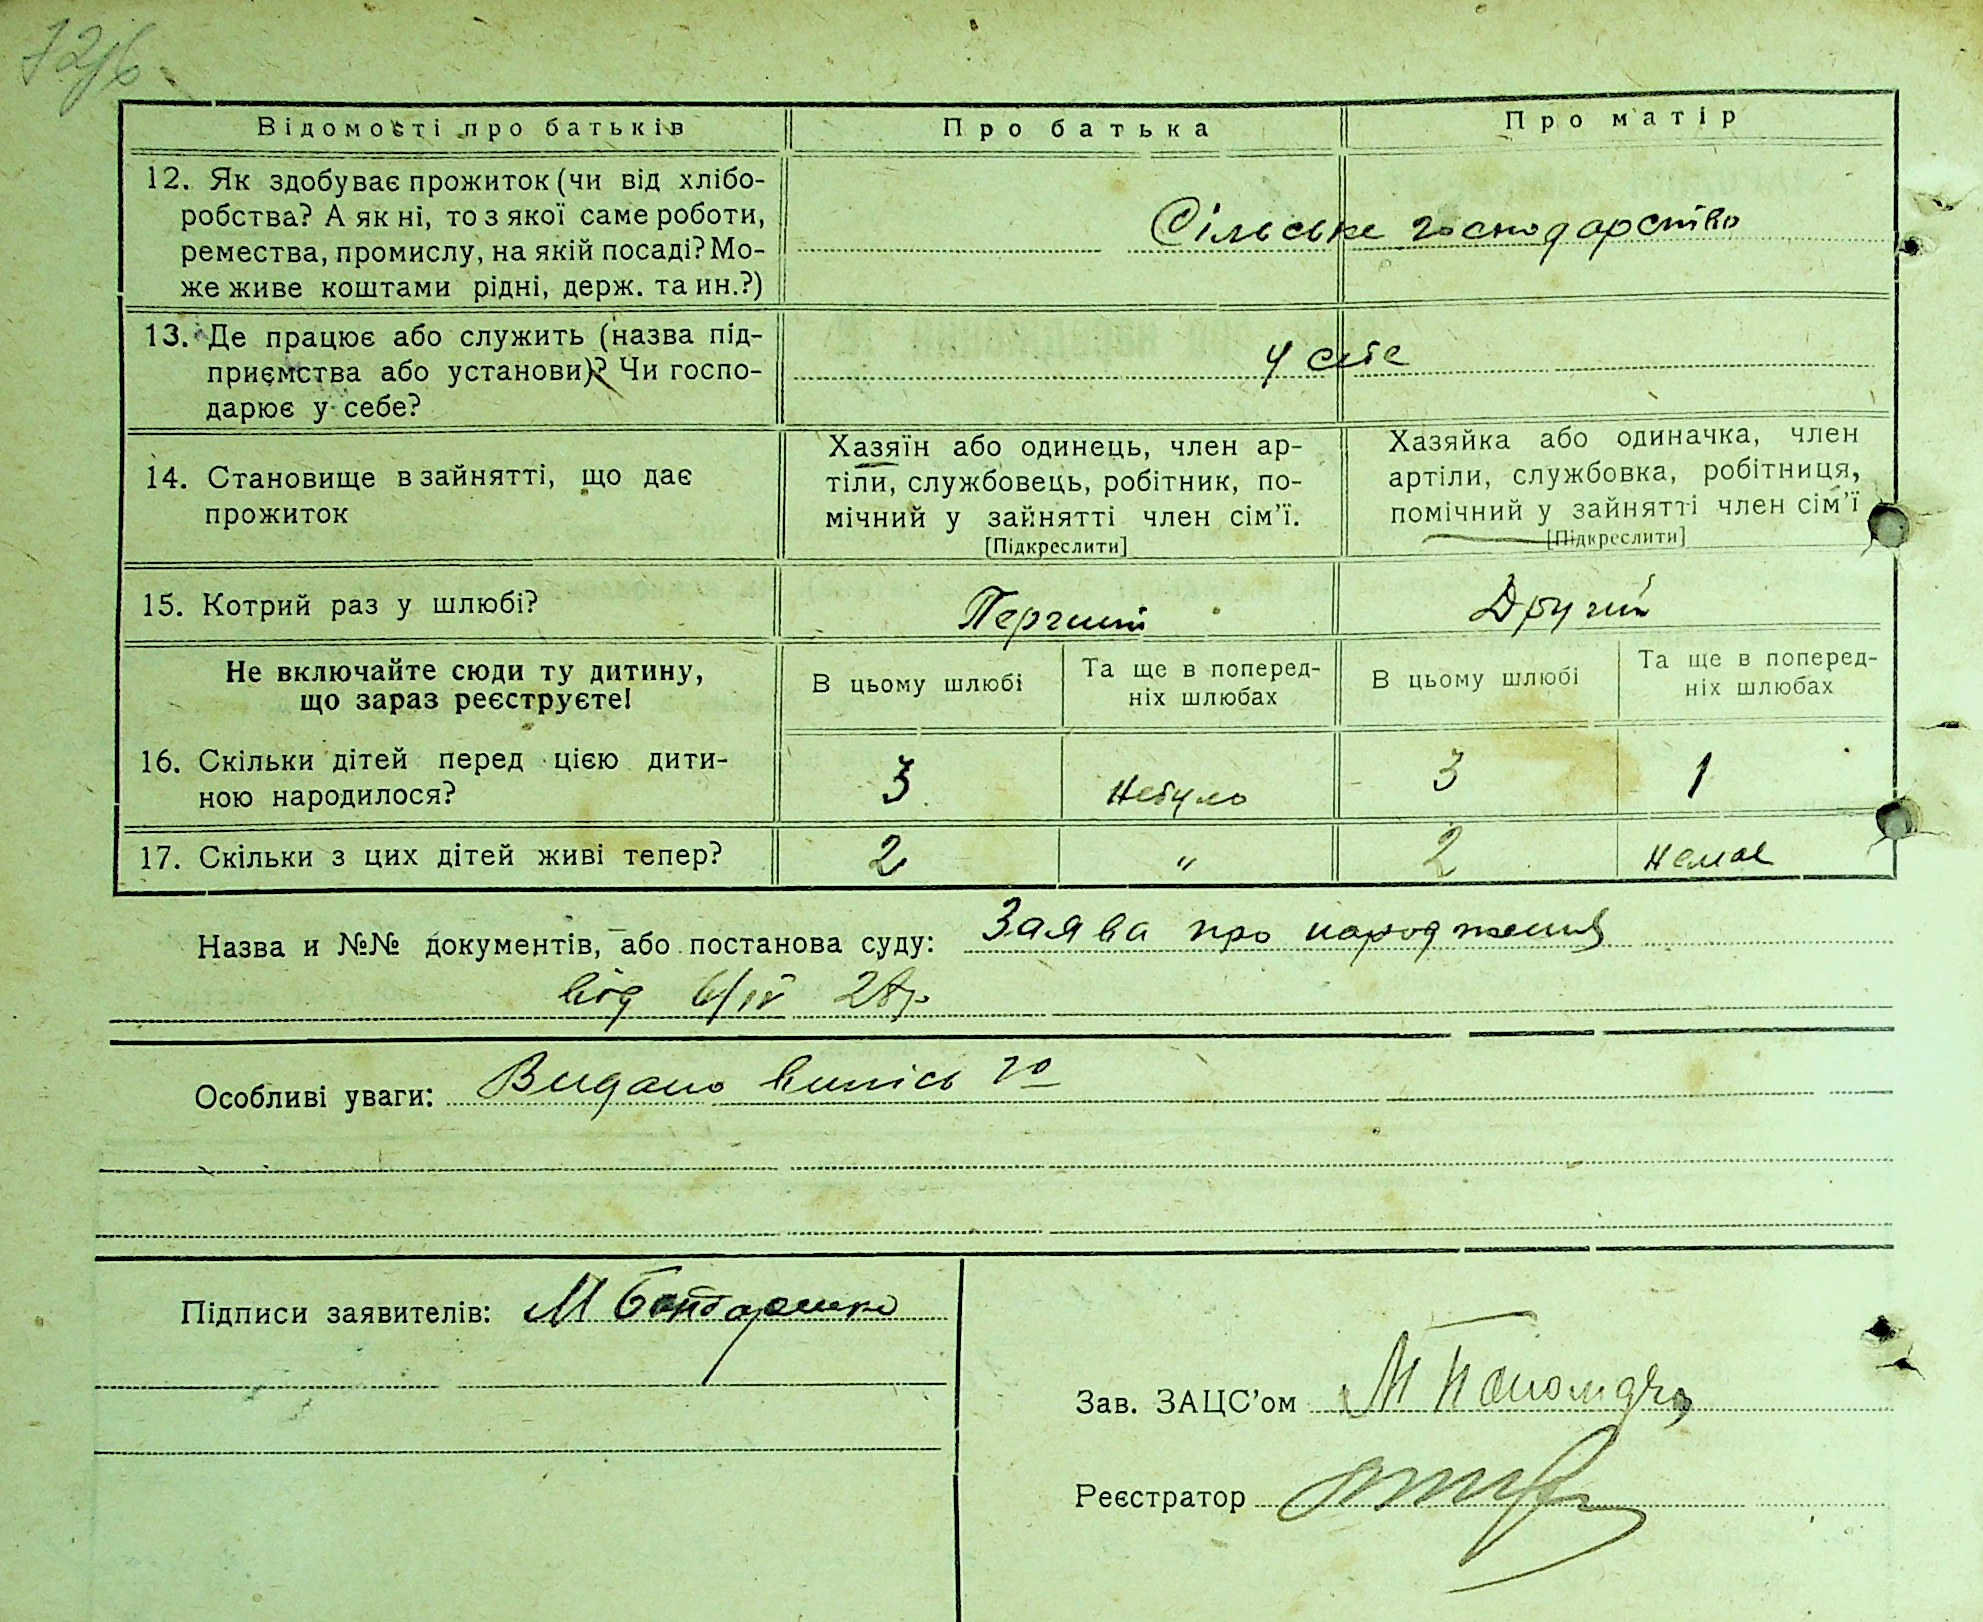 Відомості про батьків
Про батька
Про матір
12. Як здобуває прожиток (чи від хлібо-
робства? А як ні, то з якої саме роботи,
ремества, промислу, на якій посаді? Мо-
же живе коштами рідні, держ. та ин.?)
Сільське господарство
13. Де працює або служить (назва під-
приємства або установи)? Чи госпо-
дарює у себе?
у себе
14. Становище в зайнятті, що дає
прожиток
Хазяїн або одинець, член ар-
тіли, службовець, робітник, по-
мічний у зайнятті член сім'ї.
[Підкреслити]
Хазяйка або одиначка, член
артіли, службовка, робітниця,
помічний у зайнятті член сім'ї
[Підкреслити]
15. Котрий раз у шлюбі?
Перший
Другий
Не включайте сюди ту дитину,
що зараз реєструєте!
В цьому шлюбі
Та ще в поперед-
ніх шлюбах
В цьому шлюбі
Та ще в поперед-
ніх шлюбах
16. Скільки дітей перед цією дити-
ною народилося?
3
Небуло
3
1
17. Скільки з цих дітей живі тепер?
2
"
2
немає
Назва и №№ документів, або постанова суду: Заява про народження
від 6/IV 28р.
Особливі уваги: Видано випись
Підписи заявителів: М Бондаренко
Зав. ЗАЦС'ом М
Реєстратор